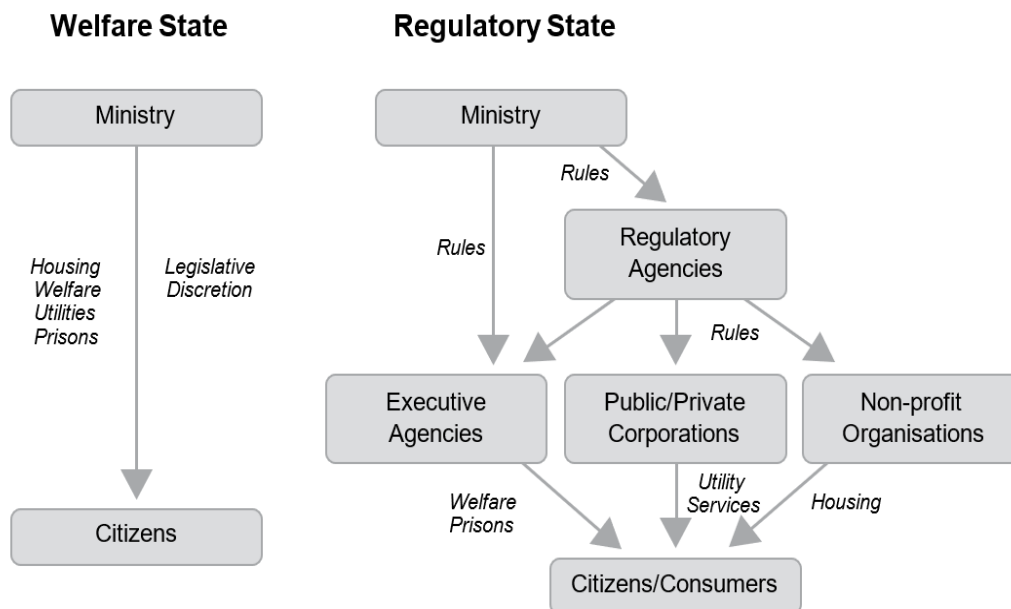 Welfare State
Regulatory State
Ministry
Ministry
Rules
Regulatory
Agencies
Rules
Housing
Welfare
Utilities
Prisons
Legislative
Discretion
Rules
Executive
Agencies
Public/Private
Corporations
Non-profit
Organisations
Welfare
Prisons
Utility
Services
Housing
Citizens
Citizens/Consumers